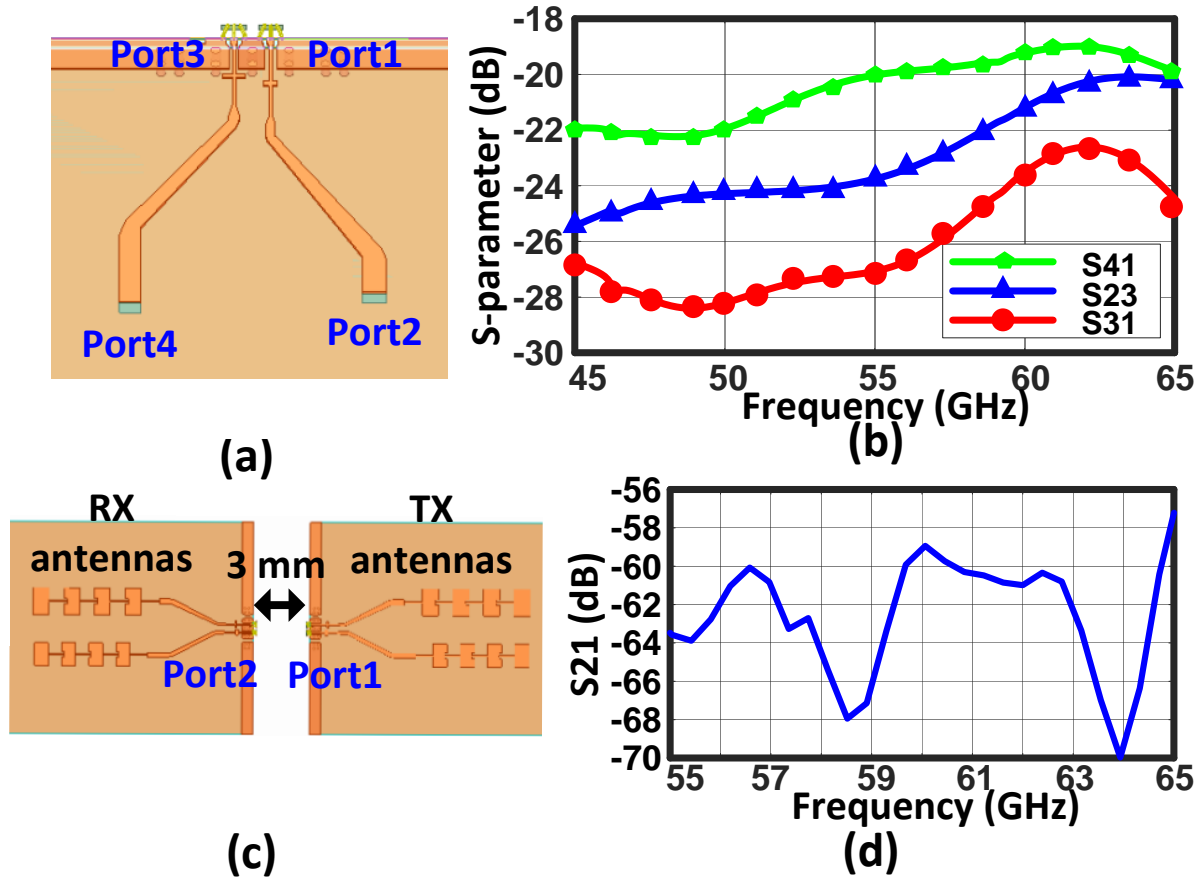 Port3
Port1
Port4
Port2
(a)
S-parameter (dB)
-18
-20
-22
-24
-26
-28
-30
45
50
55
60
65
Frequency (GHz)
S41
S23
S31
(b)
RX
TX
antennas
3 mm
antennas
Port2
Port1
(c)
S21 (dB)
-56
-58
-60
-62
-64
-66
-68
-70
55
57
59
61
63
65
Frequency (GHz)
(d)